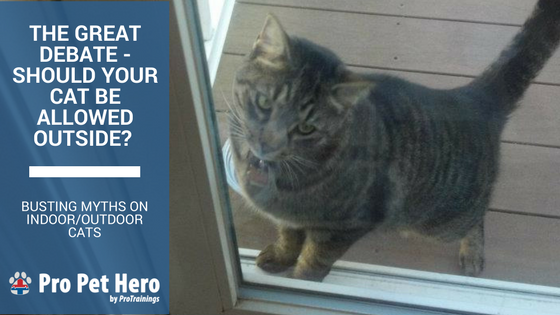 THE GREAT
DEBATE -
SHOULD YOUR
CAT BE
ALLOWED
OUTSIDE?
BUSTING MYTHS ON
INDOOR/OUTDOOR
CATS
Pro Pet Hero
by ProTrainings